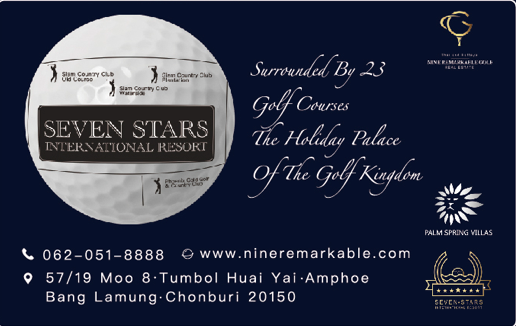 Siam Country Club
Old Course
Siam Country Club
Plantation
Siam Country Club
Waterside
SEVEN STARS
INTERNATIONAL RESORT
Phoenix Gold Golf
& Country Club
Surrounded By 23
Golf Courses
The Holiday Palace
Of The Golf Kingdom
NINEREMARKABLEGOLF
REAL ESTATE
PALM SPRING VILLAS
SEVEN-STARS
INTERNATIONAL RESORT
062-051-8888
www.nineremarkable.com
57/19 Moo 8·Tumbol Huai Yai·Amphoe
Bang Lamung·Chonburi 20150